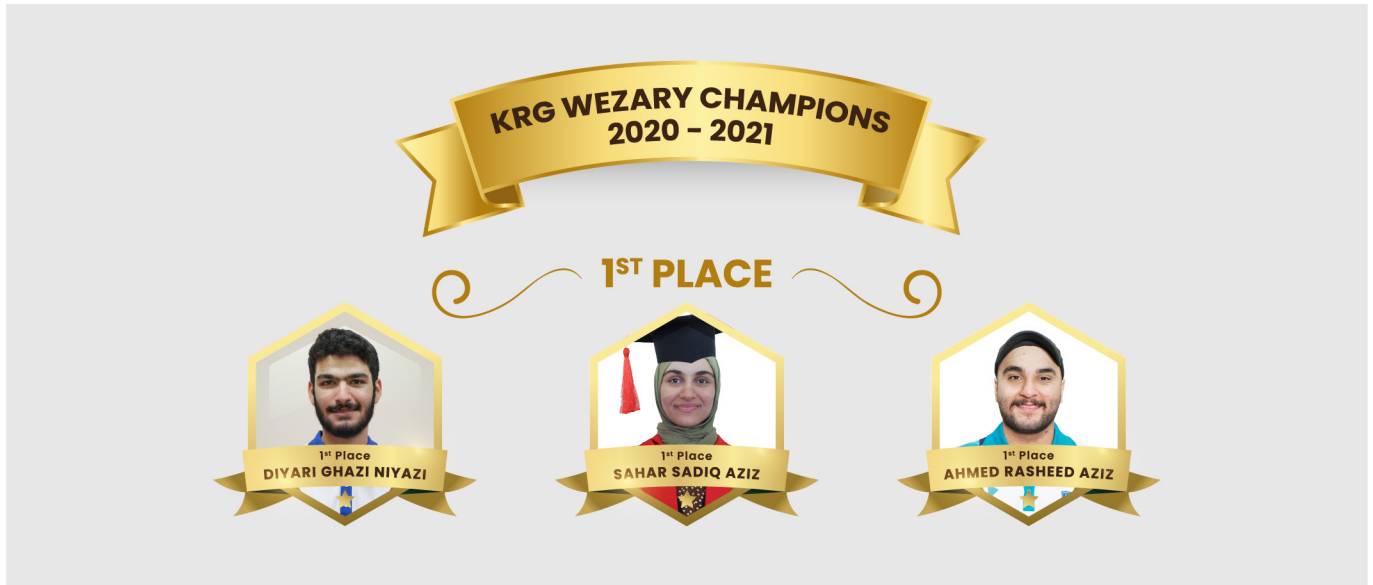 KRG WEZARY CHAMPIONS
2020 - 2021
1ST PLACE
1st Place
DIYARI GHAZI NIYAZI
1st Place
SAHAR SADIQ AZIZ
1st Place
AHMED RASHEED AZIZ